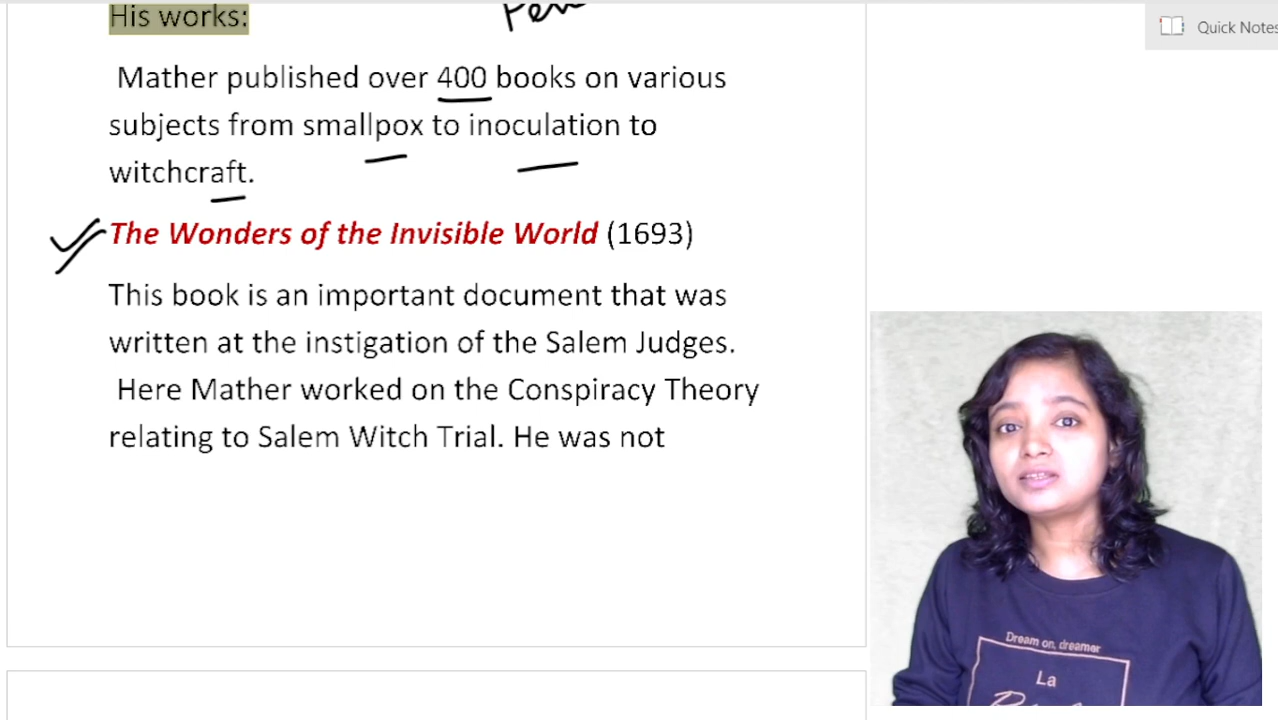 His works:
Quick Notes
Mather published over 400 books on various
subjects from smallpox to inoculation to
witchcraft.
The Wonders of the Invisible World (1693)
This book is an important document that was
written at the instigation of the Salem Judges.
Here Mather worked on the Conspiracy Theory
relating to Salem Witch Trial. He was not
Dream on, dreamer
La